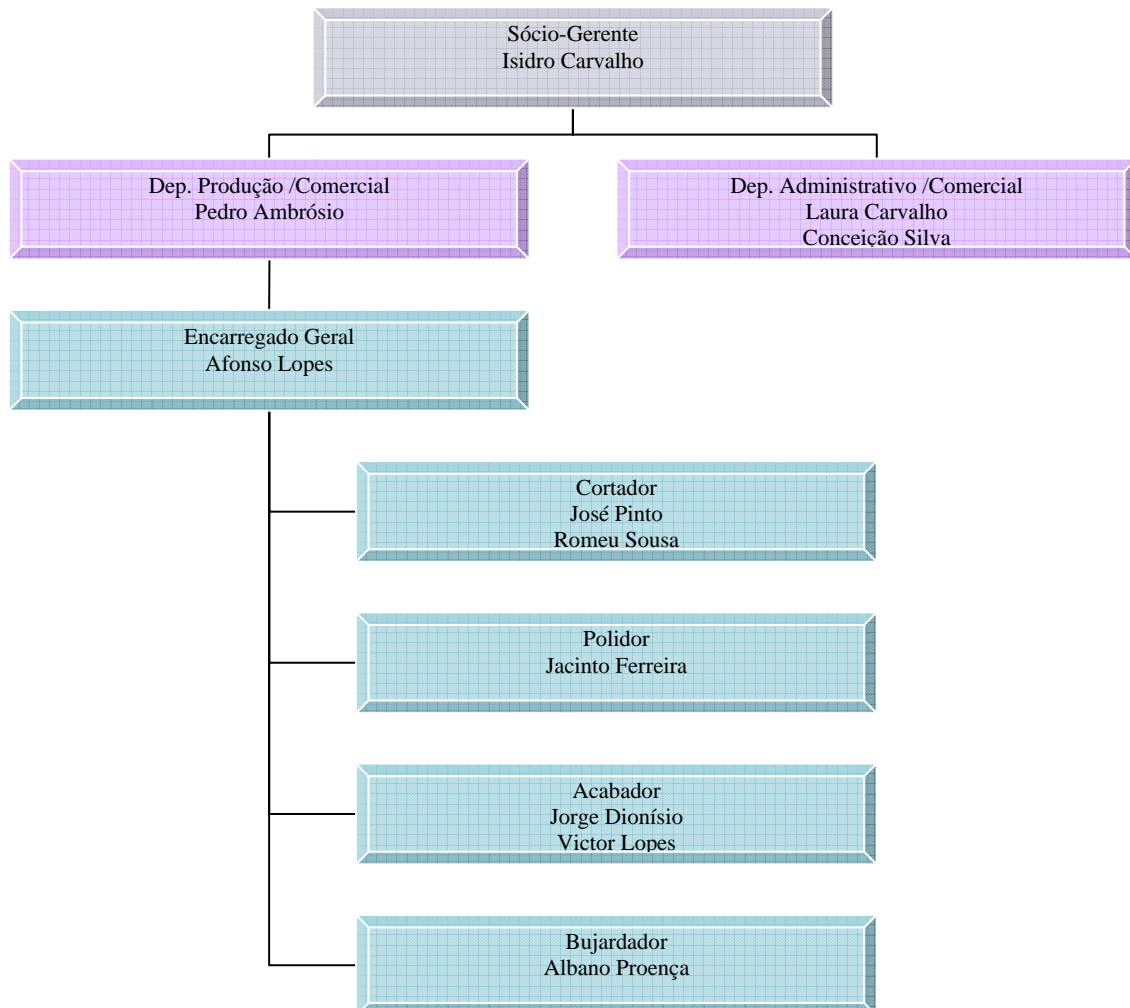 Sócio-Gerente
Isidro Carvalho
Dep. Produção /Comercial
Pedro Ambrósio
Dep. Administrativo /Comercial
Laura Carvalho
Conceição Silva
Encarregado Geral
Afonso Lopes
Cortador
José Pinto
Romeu Sousa
Polidor
Jacinto Ferreira
Acabador
Jorge Dionísio
Victor Lopes
Bujardador
Albano Proença